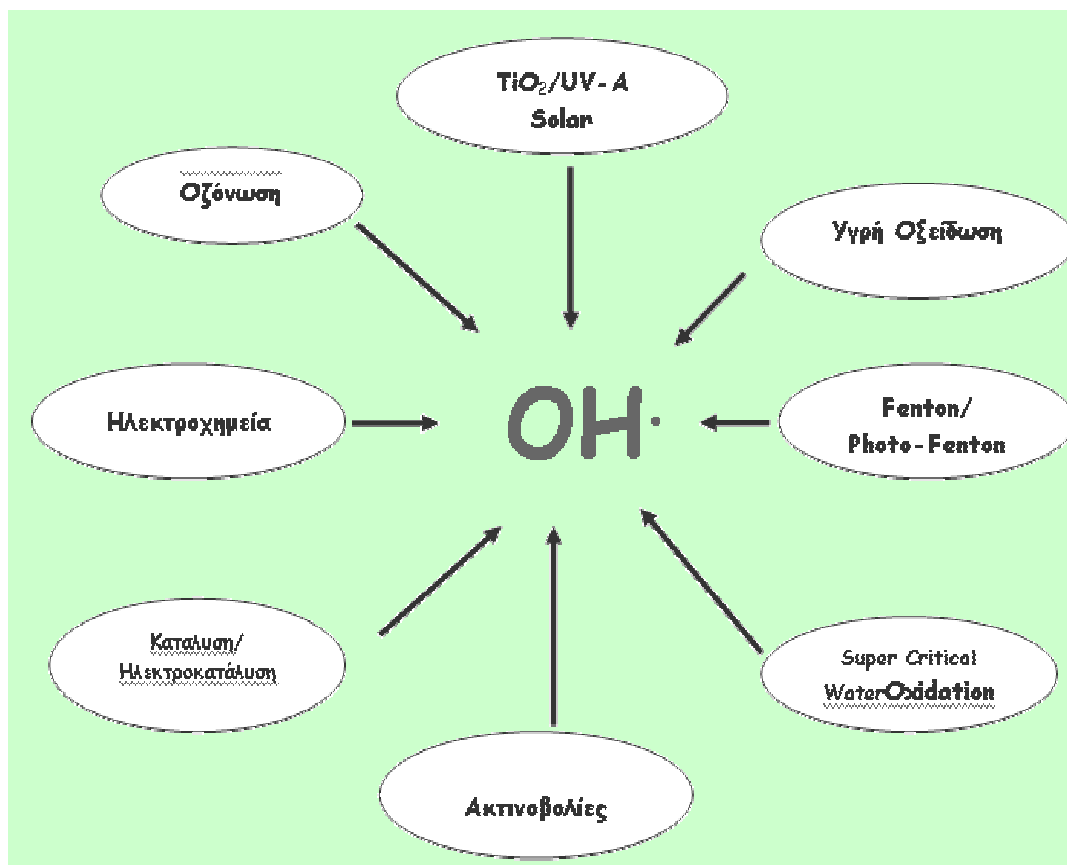 TiO₂/UV-A
Solar
Οζόνωση
Υγρή Οξείδωση
Ηλεκτροχημεία
OH·
Fenton/
Photo-Fenton
Καταλυση/
Ηλεκτροκατάλυση
Super Critical
WaterOxidation
Ακτινοβολίες